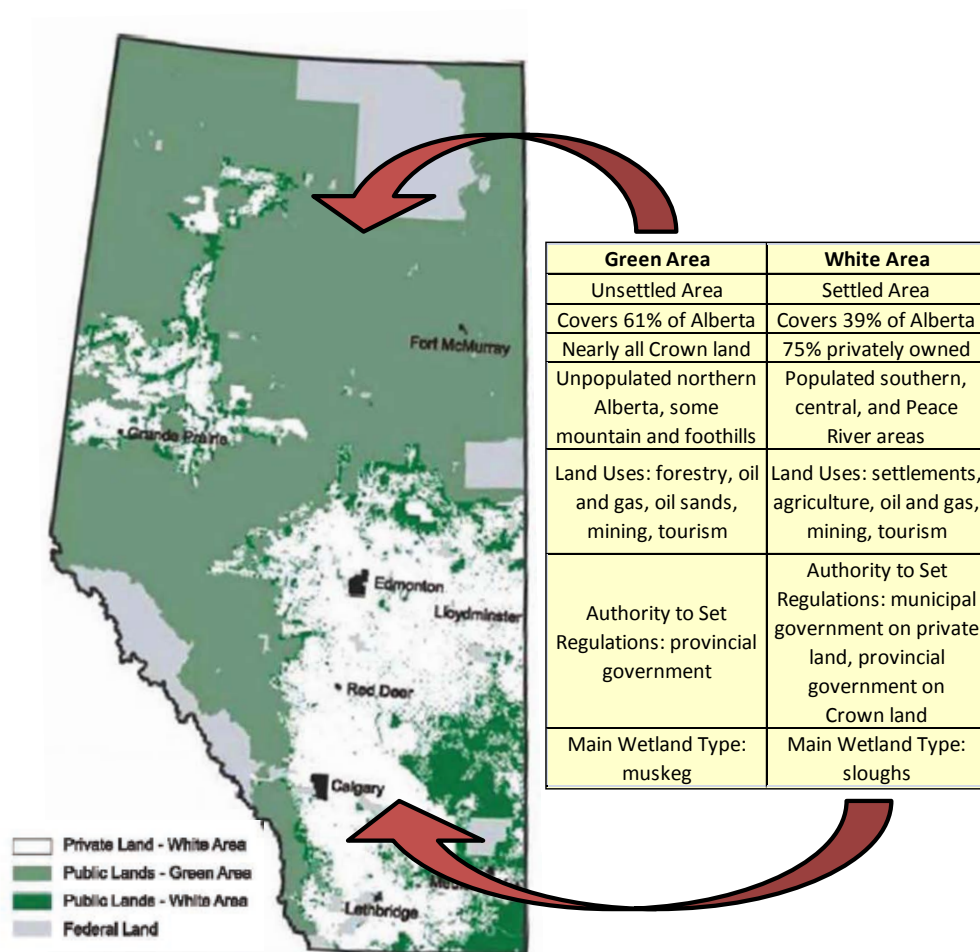 Fort McMurray
Grande Prairie
Edmonton
Lloydminster
Red Deer
Calgary
Lethbridge
Private Land - White Area
Public Lands - Green Area
Public Lands - White Area
Federal Land
Green Area
White Area
Unsettled Area
Settled Area
Covers 61% of Alberta
Covers 39% of Alberta
Nearly all Crown land
75% privately owned
Unpopulated northern
Alberta, some
mountain and foothills
Populated southern,
central, and Peace
River areas
Land Uses: forestry, oil
and gas, oil sands,
mining, tourism
Land Uses: settlements,
agriculture, oil and gas,
mining, tourism
Authority to Set
Regulations: provincial
government
Authority to Set
Regulations: municipal
government on private
land, provincial
government on
Crown land
Main Wetland Type:
muskeg
Main Wetland Type:
sloughs